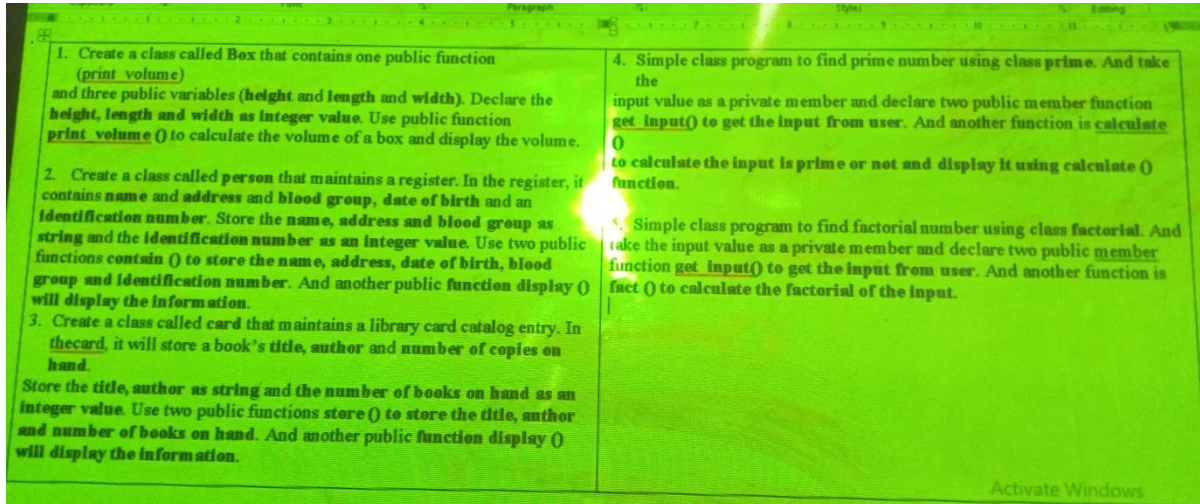 Paragraph
Styles
Editing
1. Create a class called Box that contains one public function
(print_volume)
and three public variables (height and length and width). Declare the
height, length and width as integer value. Use public function
print_volume () to calculate the volume of a box and display the volume.
2. Create a class called person that maintains a register. In the register, it
contains name and address and blood group, date of birth and an
identification number. Store the name, address and blood group as
string and the identification number as an integer value. Use two public
functions contain () to store the name, address, date of birth, blood
group and identification number. And another public function display ()
will display the information.
3. Create a class called card that maintains a library card catalog entry. In
thecard, it will store a book's title, author and number of copies on
hand.
Store the title, author as string and the number of books on hand as an
integer value. Use two public functions store () to store the title, author
and number of books on hand. And another public function display ()
will display the information.
4. Simple class program to find prime number using class prime. And take
the
input value as a private member and declare two public member function
get_input() to get the input from user. And another function is calculate
()
to calculate the input is prime or not and display it using calculate ()
function.
Simple class program to find factorial number using class factorial. And
take the input value as a private member and declare two public member
function get_input() to get the input from user. And another function is
fact () to calculate the factorial of the input.
Activate Windows